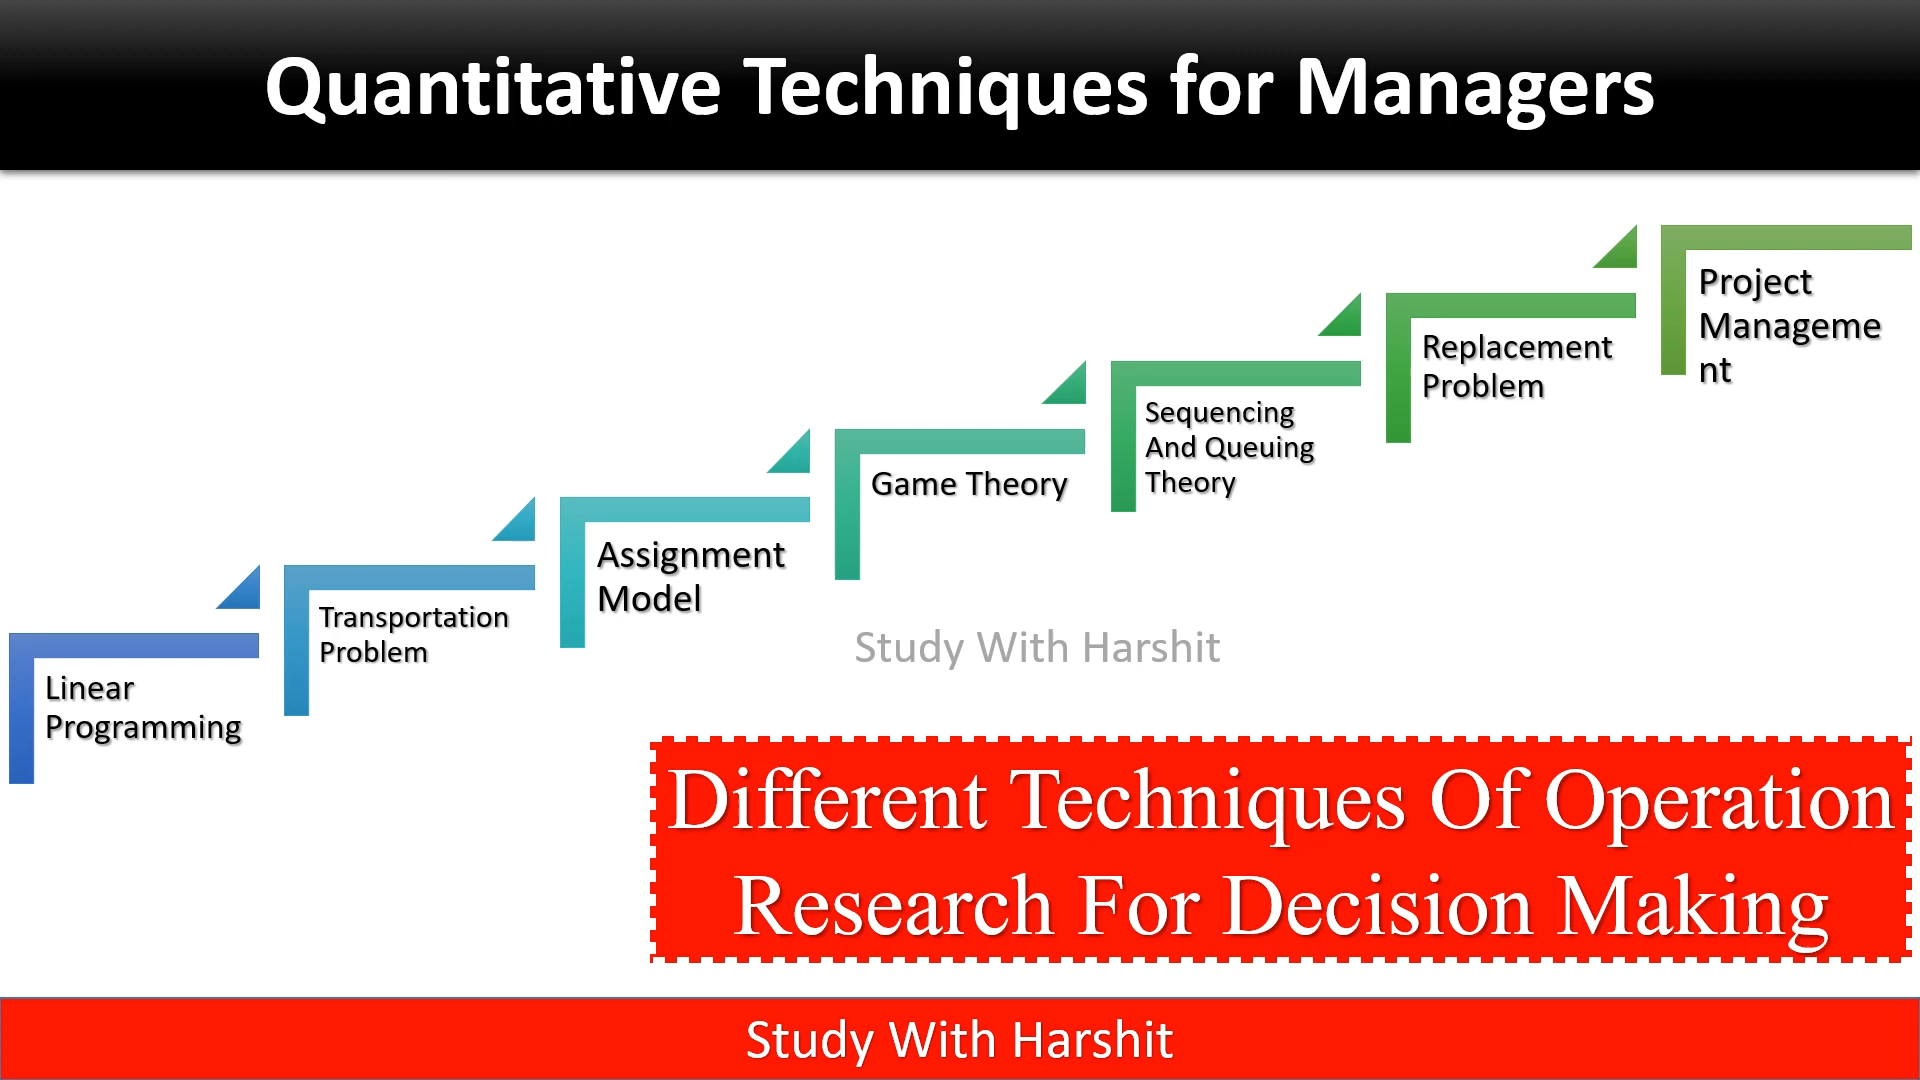 Quantitative Techniques for Managers
Linear
Programming
Transportation
Problem
Assignment
Model
Game Theory
Sequencing
And Queuing
Theory
Replacement
Problem
Project
Manageme
nt
Study With Harshit
Different Techniques Of Operation
Research For Decision Making
Study With Harshit